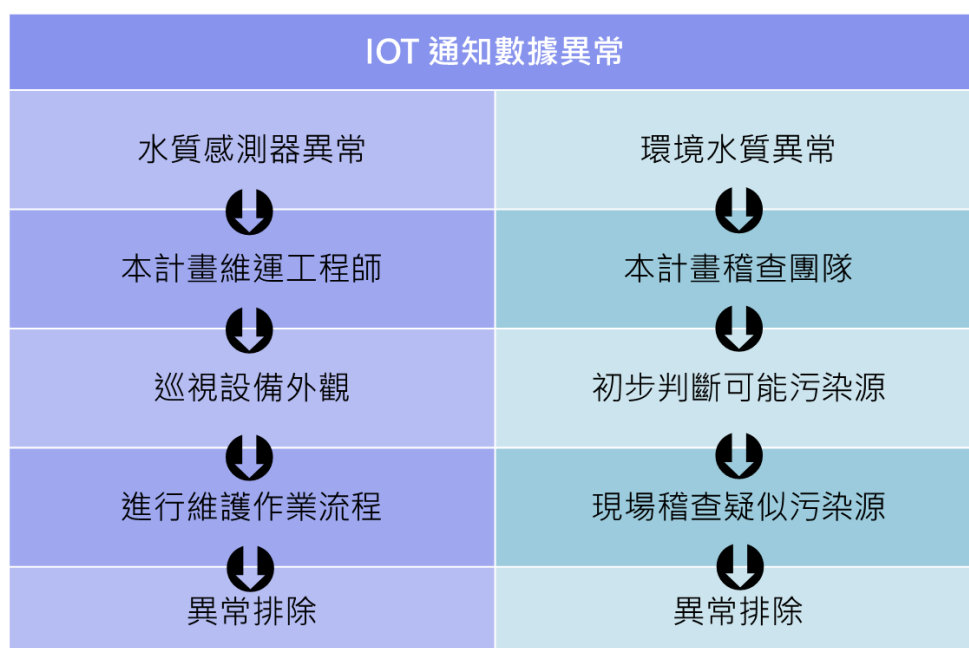 IOT 通知數據異常
水質感測器異常
環境水質異常
本計畫維運工程師
本計畫稽查團隊
巡視設備外觀
初步判斷可能污染源
進行維護作業流程
現場稽查疑似污染源
異常排除
異常排除